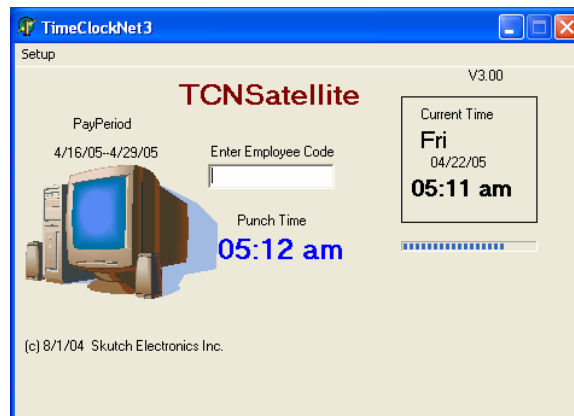 TimeClockNet3
Setup
V3.00
TCNSatellite
PayPeriod
4/16/05--4/29/05
Enter Employee Code
Current Time
Fri
04/22/05
05:11 am
Punch Time
05:12 am
(c) 8/1/04 Skutch Electronics Inc.